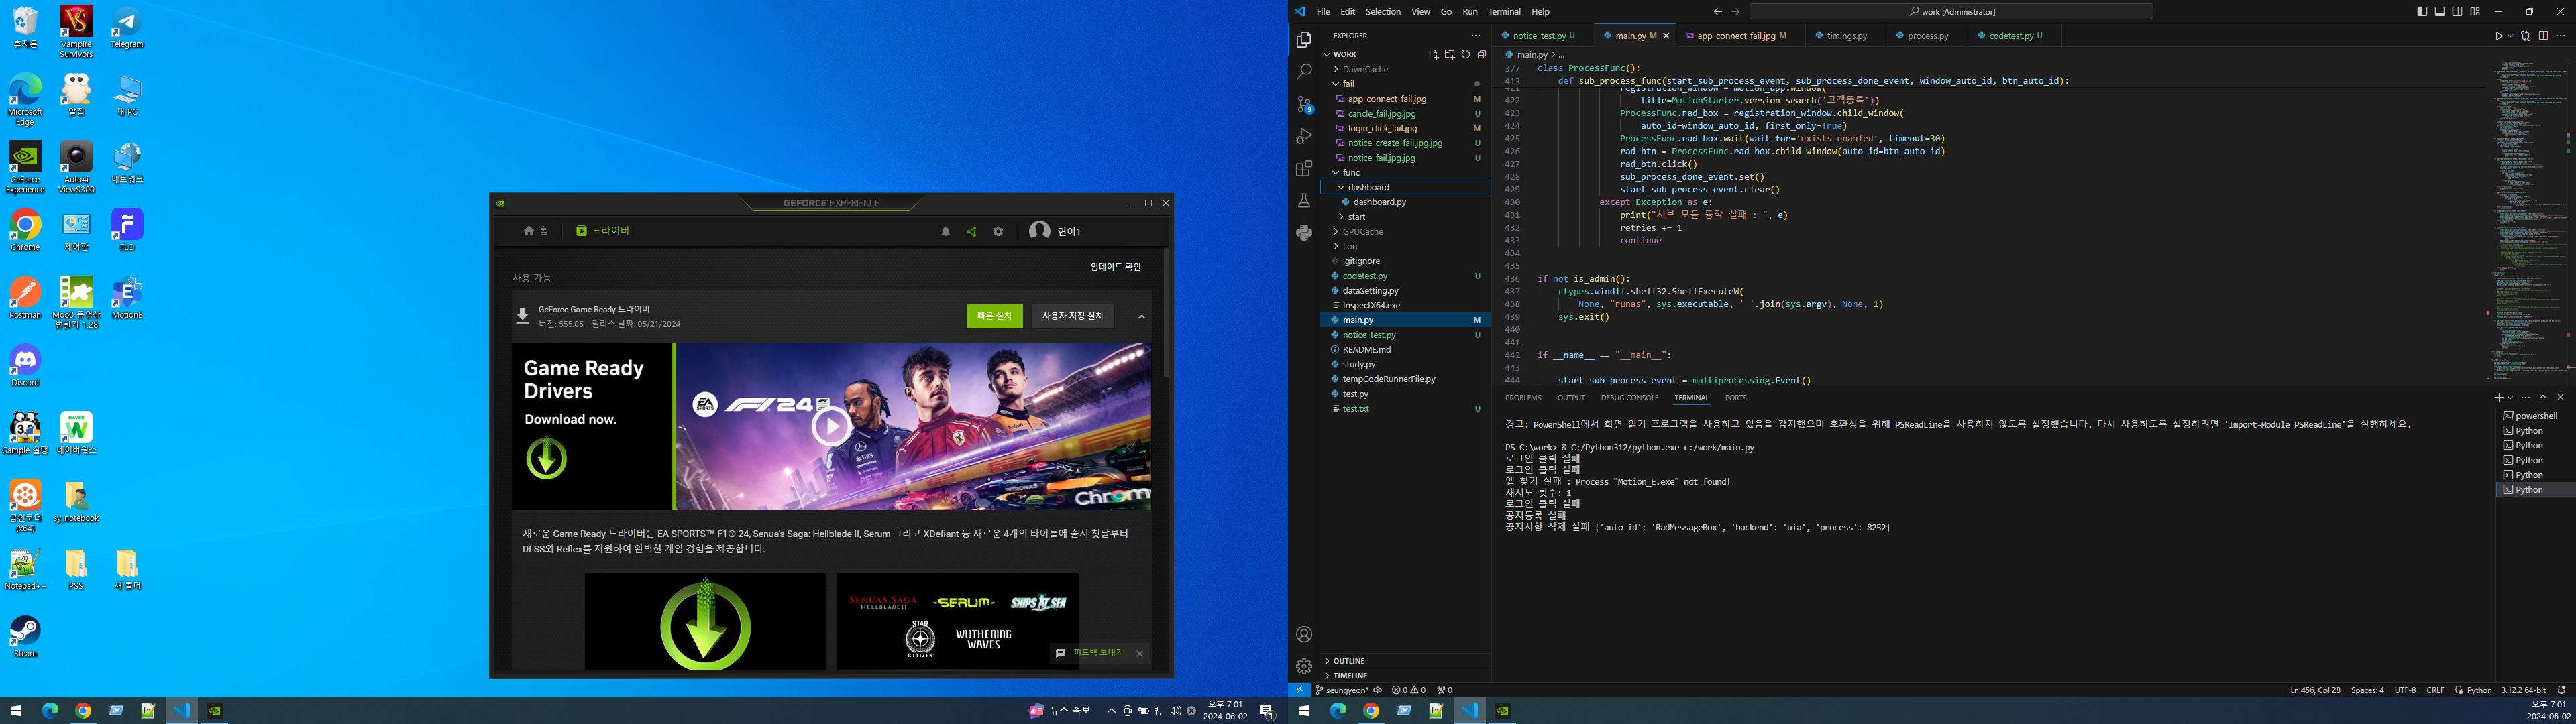 휴지통
Vampire Survivors
Telegram
Microsoft Edge
알집
내 PC
GeForce Experience
Auto4i ViewS300
네트워크
Chrome
제어판
FLO
Postman
Moo0 동영상 변환기 1.28
MotionE
Discord
Gample 실행
네이버웍스
곰인코더 (x64)
sy_notebook
Notepad++
PSS
새 폴더
Steam
GEFORCE EXPERIENCE
홈
드라이버
연이1
업데이트 확인
사용 가능
GeForce Game Ready 드라이버
버전: 555.85 릴리스 날짜: 05/21/2024
빠른 설치
사용자 지정 설치
Game Ready
Drivers
Download now.
EA SPORTS
F1 24
Chrom
새로운 Game Ready 드라이버는 EA SPORTS™ F1® 24, Senua's Saga: Hellblade II, Serum 그리고 XDefiant 등 새로운 4개의 타이틀에 출시 첫날부터
DLSS와 Reflex를 지원하여 완벽한 게임 경험을 제공합니다.
SENUA'S SAGA
HELLBLADE II
SERUM
SHIPS AT SEA
STAR CITIZEN
WUTHERING WAVES
피드백 보내기
뉴스 속보
오후 7:01
2024-06-02
File Edit Selection View Go Run Terminal Help
work [Administrator]
EXPLORER
WORK
DawnCache
fail
app_connect_fail.jpg M
cancle_fail.jpg.jpg U
login_click_fail.jpg M
notice_create_fail.jpg.jpg U
notice_fail.jpg.jpg U
func
dashboard
dashboard.py
start
GPUCache
Log
.gitignore
codetest.py U
dataSetting.py
InspectX64.exe
main.py M
notice_test.py U
README.md
study.py
tempCodeRunnerFile.py
test.py
test.txt U
OUTLINE
TIMELINE
notice_test.py U
main.py M
app_connect_fail.jpg M
timings.py
process.py
codetest.py U
main.py > ...
377 class ProcessFunc():
413 def sub_process_func(start_sub_process_event, sub_process_done_event, window_auto_id, btn_auto_id):
421 registration_window = motion_app.window(
422 title=MotionStarter.version_search('고객등록'))
423 ProcessFunc.rad_box = registration_window.child_window(
424 auto_id=window_auto_id, first_only=True)
425 ProcessFunc.rad_box.wait(wait_for='exists enabled', timeout=30)
426 rad_btn = ProcessFunc.rad_box.child_window(auto_id=btn_auto_id)
427 rad_btn.click()
428 sub_process_done_event.set()
429 start_sub_process_event.clear()
430 except Exception as e:
431 print("서브 모듈 동작 실패 : ", e)
432 retries += 1
433 continue
434
435
436 if not is_admin():
437 ctypes.windll.shell32.ShellExecuteW(
438 None, "runas", sys.executable, ' '.join(sys.argv), None, 1)
439 sys.exit()
440
441
442 if __name__ == "__main__":
443
444 start_sub_process_event = multiprocessing.Event()
PROBLEMS OUTPUT DEBUG CONSOLE TERMINAL PORTS
경고: PowerShell에서 화면 읽기 프로그램을 사용하고 있음을 감지했으며 호환성을 위해 PSReadLine을 사용하지 않도록 설정했습니다. 다시 사용하도록 설정하려면 'Import-Module PSReadLine'을 실행하세요.
PS C:\work> & C:/Python312/python.exe c:/work/main.py
로그인 클릭 실패
로그인 클릭 실패
앱 찾기 실패 : Process "Motion_E.exe" not found!
재시도 횟수: 1
로그인 클릭 실패
공지등록 실패
공지사항 삭제 실패 {'auto_id': 'RadMessageBox', 'backend': 'uia', 'process': 8252}
powershell
Python
Python
Python
Python
Python
seungyeon*
0 0
0
Ln 456, Col 28 Spaces: 4 UTF-8 CRLF Python 3.12.2 64-bit
오후 7:01
2024-06-02